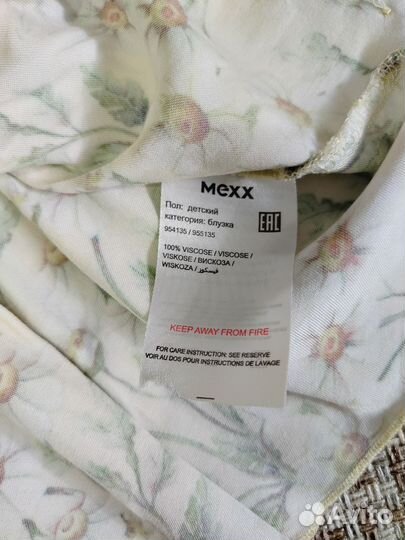 Mexx
Пол: детский
категория: блузка
954135 / 955135
EAC
100% VISCOSE / VISCOSE /
VISKOSE / ВИСКОЗА /
WISKOZA / فيسكوز
KEEP AWAY FROM FIRE
FOR CARE INSTRUCTION: SEE RESERVE
VOIR AU DOS POUR INSTRUCTIONS DE LAVAGE
Avito